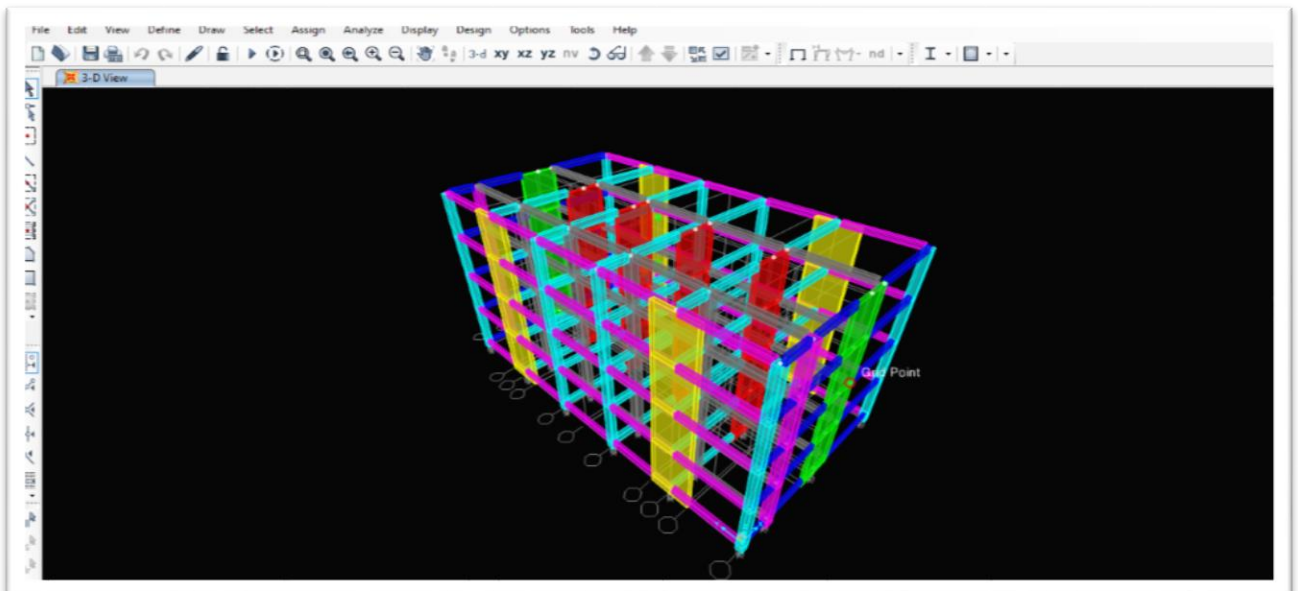 File Edit View Define Draw Select Assign Analyze Display Design Options Tools Help
3-d xy xz yz nv nd
3-D View
Grid Point